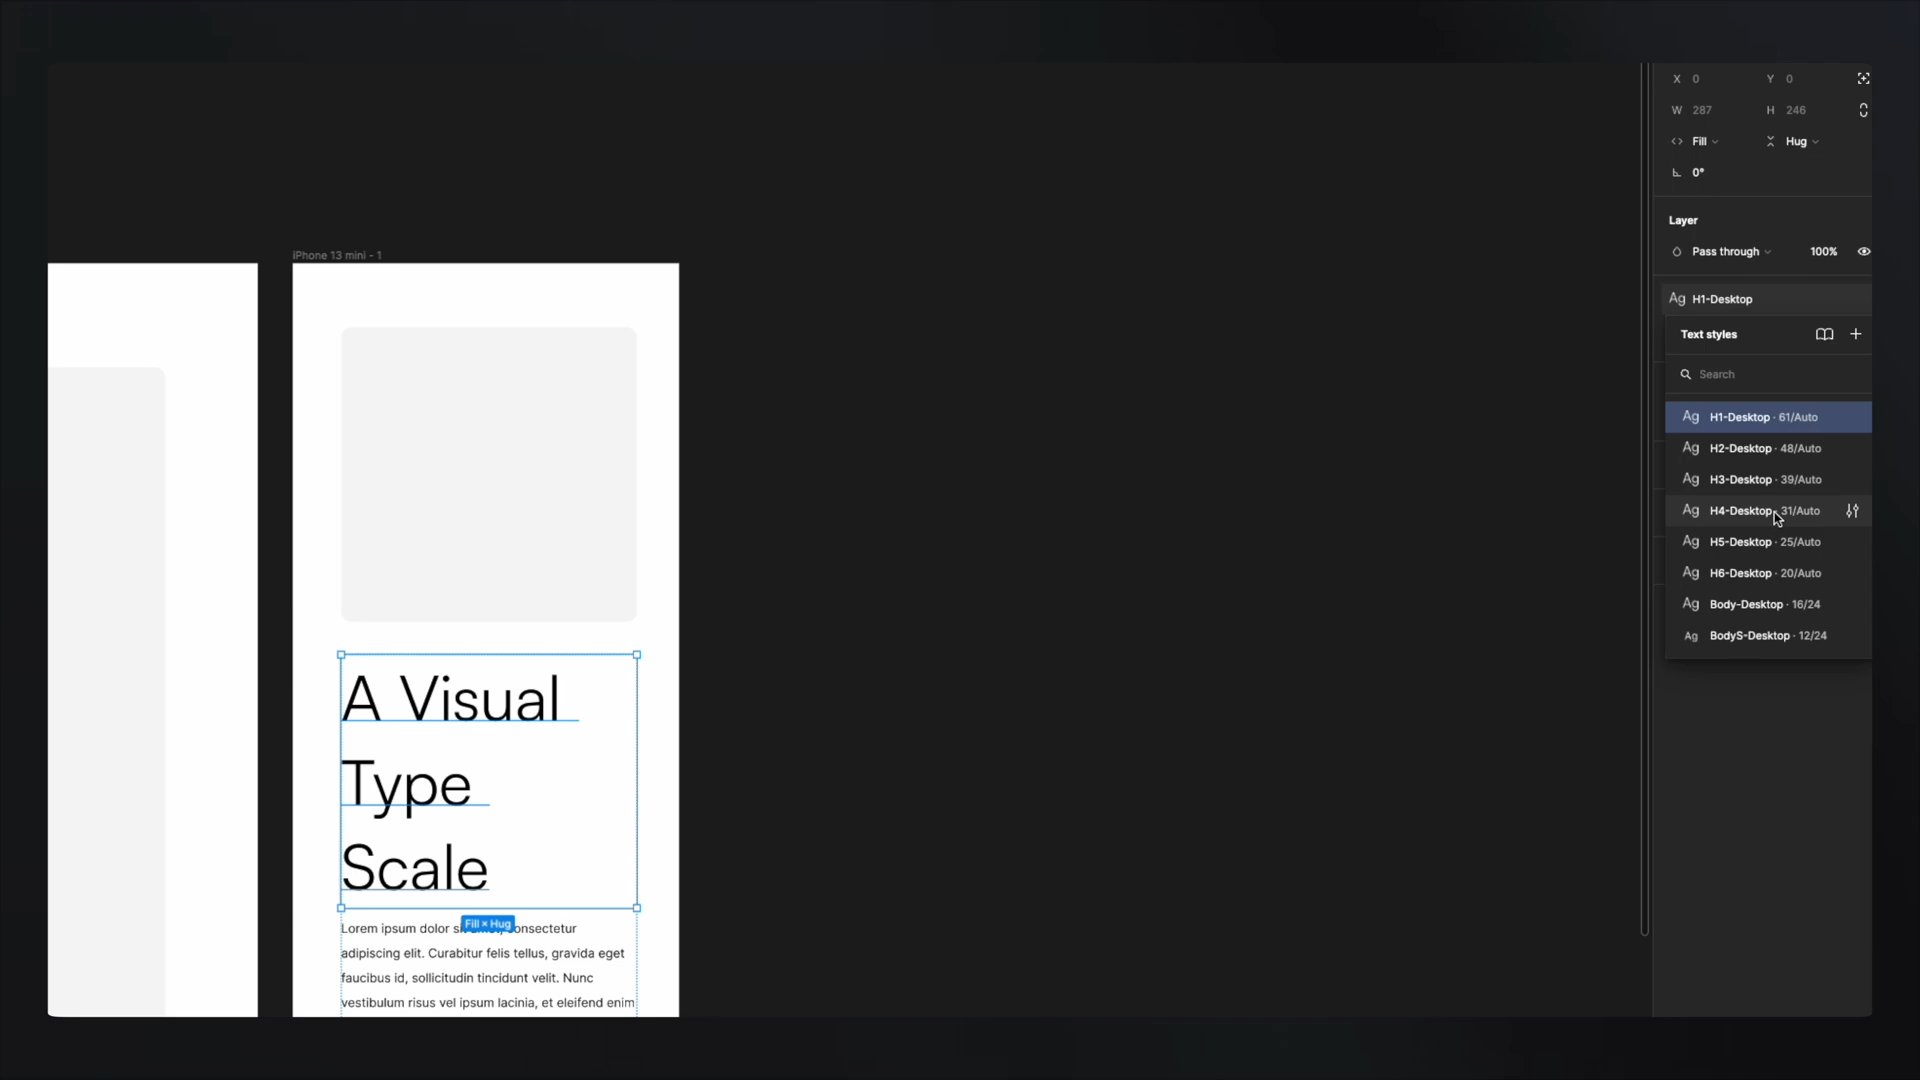 X 0 Y 0
W 287 H 246
Fill Hug
0°
Layer
Pass through 100%
Ag H1-Desktop
Text styles
Search
Ag H1-Desktop · 61/Auto
Ag H2-Desktop · 48/Auto
Ag H3-Desktop · 39/Auto
Ag H4-Desktop · 31/Auto
Ag H5-Desktop · 25/Auto
Ag H6-Desktop · 20/Auto
Ag Body-Desktop · 16/24
Ag BodyS-Desktop · 12/24
iPhone 13 mini - 1
A Visual
Type
Scale
Fill × Hug
Lorem ipsum dolor sit amet, consectetur
adipiscing elit. Curabitur felis tellus, gravida eget
faucibus id, sollicitudin tincidunt velit. Nunc
vestibulum risus vel ipsum lacinia, et eleifend enim